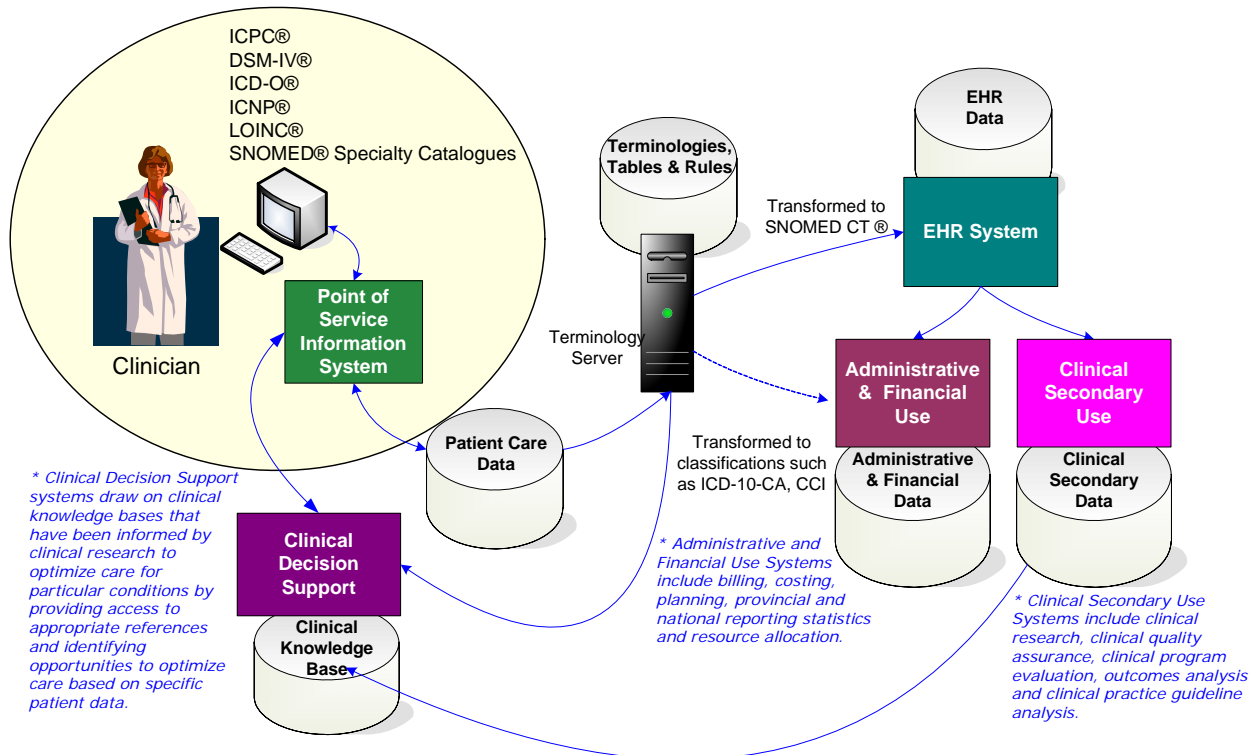 ICPC®
DSM-IV®
ICD-O®
ICNP®
LOINC®
SNOMED® Specialty Catalogues
Clinician
Point of
Service
Information
System
Patient Care
Data
* Clinical Decision Support
systems draw on clinical
knowledge bases that
have been informed by
clinical research to
optimize care for
particular conditions by
providing access to
appropriate references
and identifying
opportunities to optimize
care based on specific
patient data.
Clinical
Decision
Support
Clinical
Knowledge
Base
Terminologies,
Tables & Rules
Terminology
Server
Transformed to
SNOMED CT ®
EHR
Data
EHR System
Transformed to
classifications such
as ICD-10-CA, CCI
Administrative
& Financial
Use
Administrative
& Financial
Data
Clinical
Secondary
Use
Clinical
Secondary
Data
* Administrative and
Financial Use Systems
include billing, costing,
planning, provincial and
national reporting statistics
and resource allocation.
* Clinical Secondary Use
Systems include clinical
research, clinical quality
assurance, clinical program
evaluation, outcomes analysis
and clinical practice guideline
analysis.